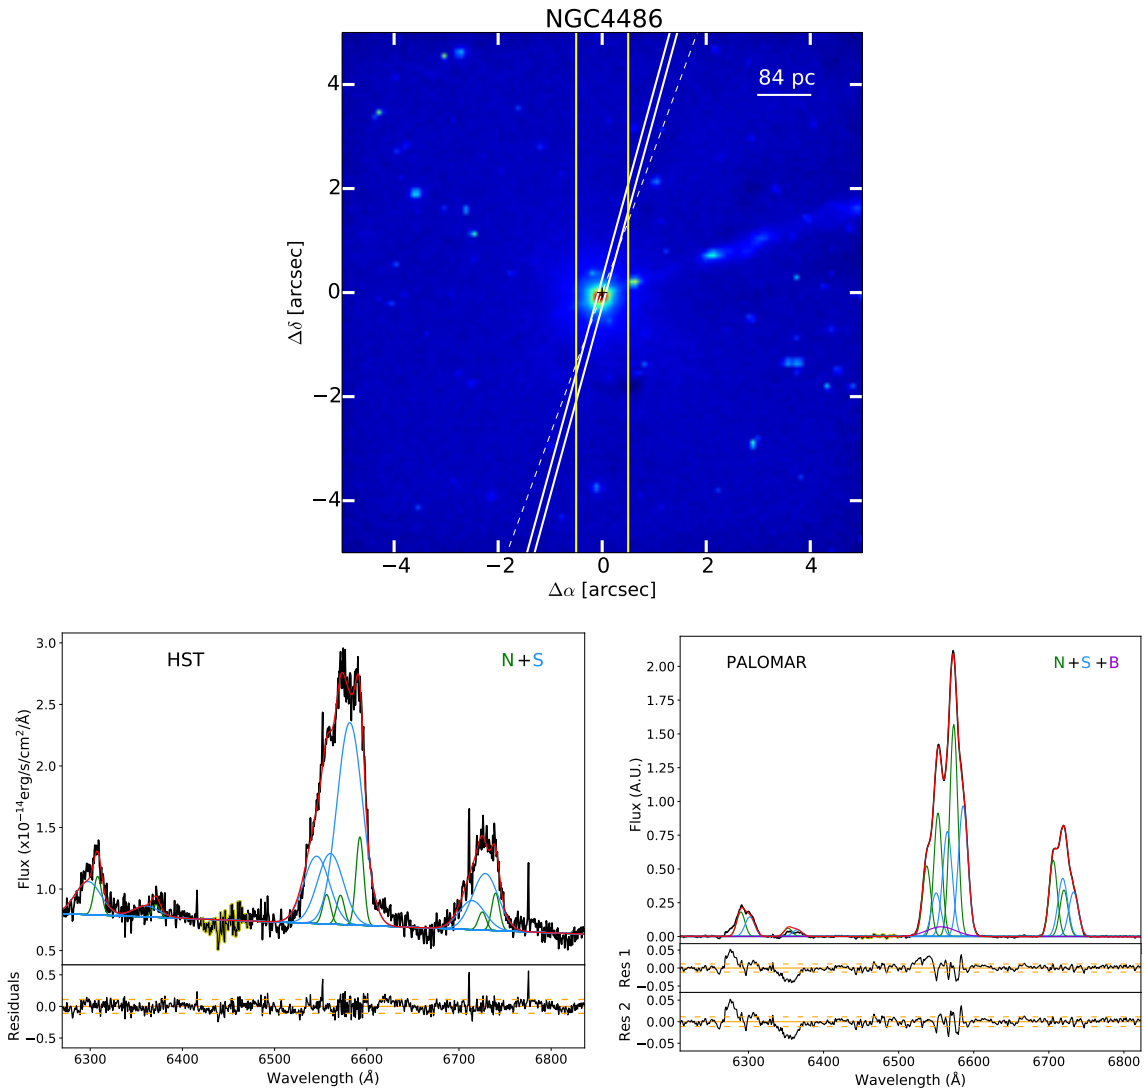 NGC4486
84 pc
4
2
0
−2
−4
Δδ [arcsec]
−4 −2 0 2 4
Δα [arcsec]
HST
N+S
3.0
2.5
2.0
1.5
1.0
0.5
Flux (x10⁻¹⁴erg/s/cm²/Å)
0.5
0.0
−0.5
Residuals
6300 6400 6500 6600 6700 6800
Wavelength (Å)
PALOMAR
N+S+B
2.00
1.75
1.50
1.25
1.00
0.75
0.50
0.25
0.00
Flux (A.U.)
0.05
0.00
−0.05
Res 1
0.05
0.00
−0.05
Res 2
6300 6400 6500 6600 6700 6800
Wavelength (Å)